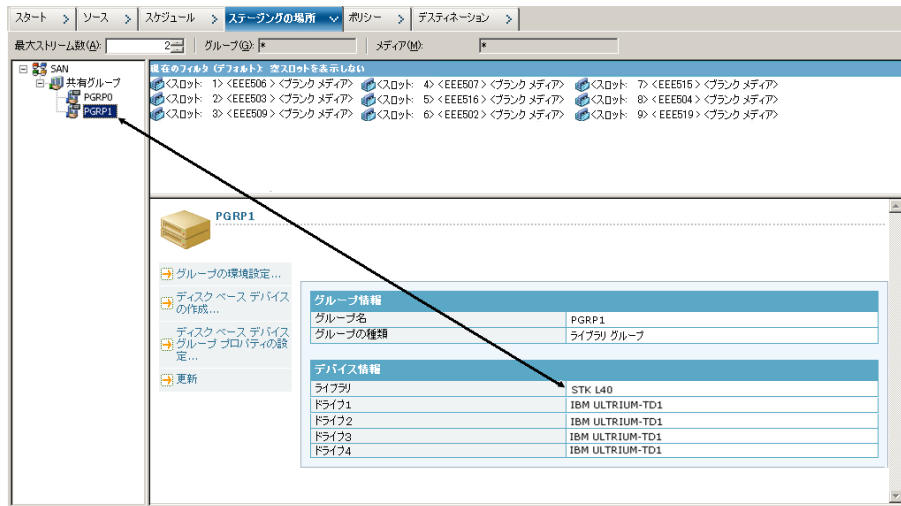 スタート > ソース > スケジュール > ステージングの場所 ポリシー > デスティネーション >
最大ストリーム数(A): 2 グループ(G): * メディア(M): *
SAN
共有グループ
PGRP0
PGRP1
現在のフィルタ (デフォルト): 空スロットを表示しない
<スロット: 1> <EEE506> <ブランク メディア> <スロット: 4> <EEE507> <ブランク メディア> <スロット: 7> <EEE515> <ブランク メディア>
<スロット: 2> <EEE503> <ブランク メディア> <スロット: 5> <EEE516> <ブランク メディア> <スロット: 8> <EEE504> <ブランク メディア>
<スロット: 3> <EEE509> <ブランク メディア> <スロット: 6> <EEE502> <ブランク メディア> <スロット: 9> <EEE519> <ブランク メディア>
PGRP1
グループの環境設定...
ディスク ベース デバイス
の作成...
ディスク ベース デバイス
グループ プロパティの設
定...
更新
グループ情報
グループ名 PGRP1
グループの種類 ライブラリ グループ
デバイス情報
ライブラリ STK L40
ドライブ1 IBM ULTRIUM-TD1
ドライブ2 IBM ULTRIUM-TD1
ドライブ3 IBM ULTRIUM-TD1
ドライブ4 IBM ULTRIUM-TD1